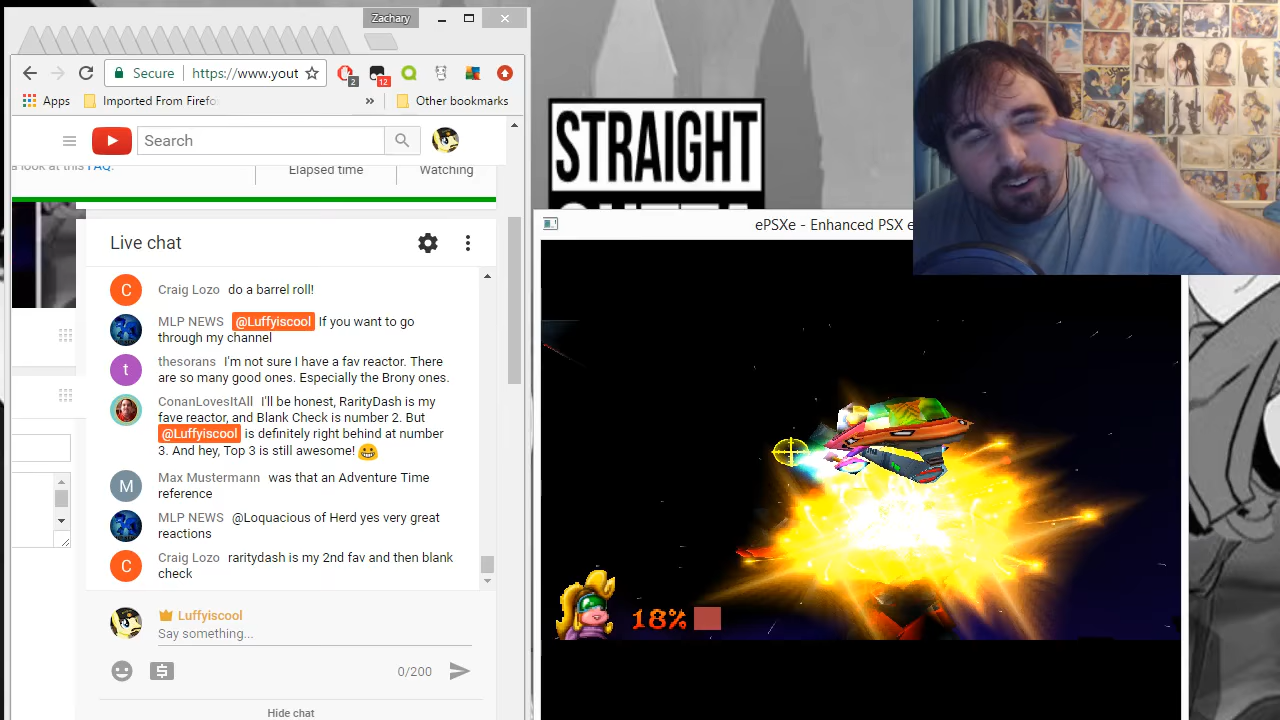 Zachary
Secure https://www.yout
2
12
Apps Imported From Firefo » Other bookmarks
Search
a look at this FAQ.
Elapsed time Watching
Live chat
Craig Lozo do a barrel roll!
MLP NEWS @Luffyiscool If you want to go
through my channel
thesorans I'm not sure I have a fav reactor. There
are so many good ones. Especially the Brony ones.
ConanLovesItAll I'll be honest, RarityDash is my
fave reactor, and Blank Check is number 2. But
@Luffyiscool is definitely right behind at number
3. And hey, Top 3 is still awesome!
Max Mustermann was that an Adventure Time
reference
MLP NEWS @Loquacious of Herd yes very great
reactions
Craig Lozo raritydash is my 2nd fav and then blank
check
Luffyiscool
Say something...
0/200
Hide chat
STRAIGHT
ePSXe - Enhanced PSX e
18%